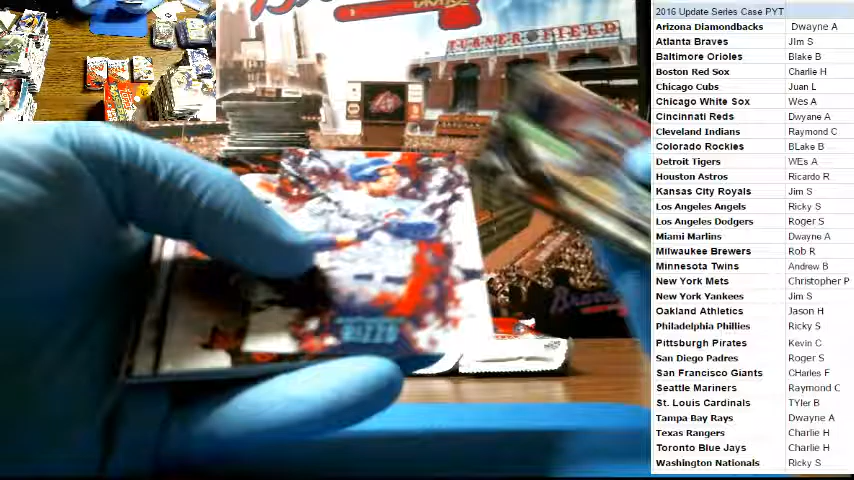 2016 Update Series Case PYT
Arizona Diamondbacks Dwayne A
Atlanta Braves Jim S
Baltimore Orioles Blake B
Boston Red Sox Charlie H
Chicago Cubs Juan L
Chicago White Sox Wes A
Cincinnati Reds Dwyane A
Cleveland Indians Raymond C
Colorado Rockies BLake B
Detroit Tigers WEs A
Houston Astros Ricardo R
Kansas City Royals Jim S
Los Angeles Angels Ricky S
Los Angeles Dodgers Roger S
Miami Marlins Dwayne A
Milwaukee Brewers Rob R
Minnesota Twins Andrew B
New York Mets Christopher P
New York Yankees Jim S
Oakland Athletics Jason H
Philadelphia Phillies Ricky S
Pittsburgh Pirates Kevin C
San Diego Padres Roger S
San Francisco Giants CHarles F
Seattle Mariners Raymond C
St. Louis Cardinals TYler B
Tampa Bay Rays Dwayne A
Texas Rangers Charlie H
Toronto Blue Jays Charlie H
Washington Nationals Ricky S
TURNER FIELD